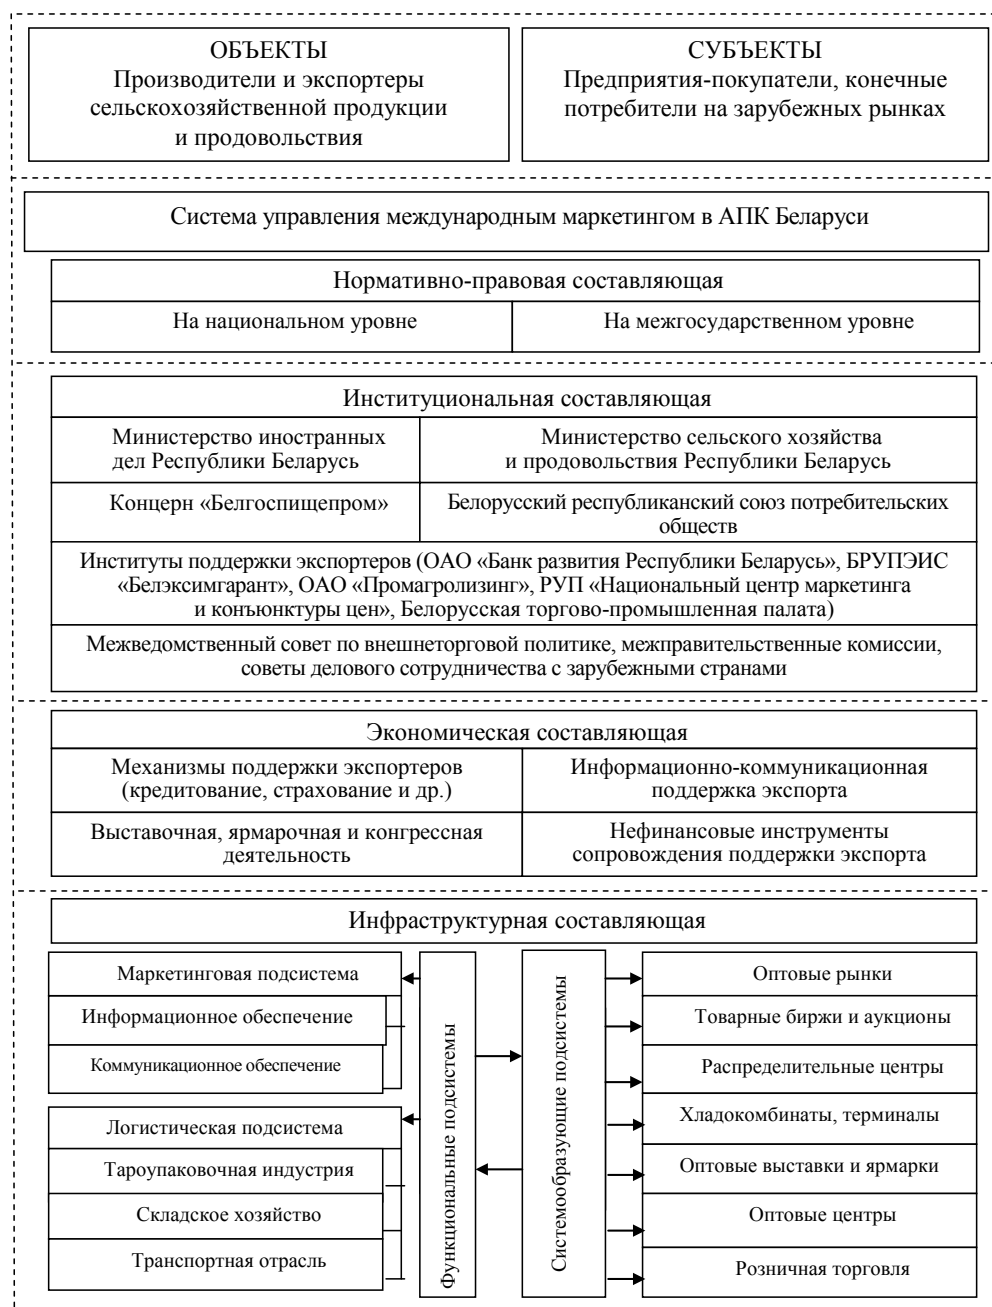 ОБЪЕКТЫ
Производители и экспортеры
сельскохозяйственной продукции
и продовольствия
СУБЪЕКТЫ
Предприятия-покупатели, конечные
потребители на зарубежных рынках
Система управления международным маркетингом в АПК Беларуси
Нормативно-правовая составляющая
На национальном уровне
На межгосударственном уровне
Институциональная составляющая
Министерство иностранных
дел Республики Беларусь
Министерство сельского хозяйства
и продовольствия Республики Беларусь
Концерн «Белгоспищепром»
Белорусский республиканский союз потребительских
обществ
Институты поддержки экспортеров (ОАО «Банк развития Республики Беларусь», БРУПЭИС
«Белэксимгарант», ОАО «Промагролизинг», РУП «Национальный центр маркетинга
и конъюнктуры цен», Белорусская торгово-промышленная палата)
Межведомственный совет по внешнеторговой политике, межправительственные комиссии,
советы делового сотрудничества с зарубежными странами
Экономическая составляющая
Механизмы поддержки экспортеров
(кредитование, страхование и др.)
Информационно-коммуникационная
поддержка экспорта
Выставочная, ярмарочная и конгрессная
деятельность
Нефинансовые инструменты
сопровождения поддержки экспорта
Инфраструктурная составляющая
Маркетинговая подсистема
Информационное обеспечение
Коммуникационное обеспечение
Логистическая подсистема
Тароупаковочная индустрия
Складское хозяйство
Транспортная отрасль
Функциональные подсистемы
Системообразующие подсистемы
Оптовые рынки
Товарные биржи и аукционы
Распределительные центры
Хладокомбинаты, терминалы
Оптовые выставки и ярмарки
Оптовые центры
Розничная торговля